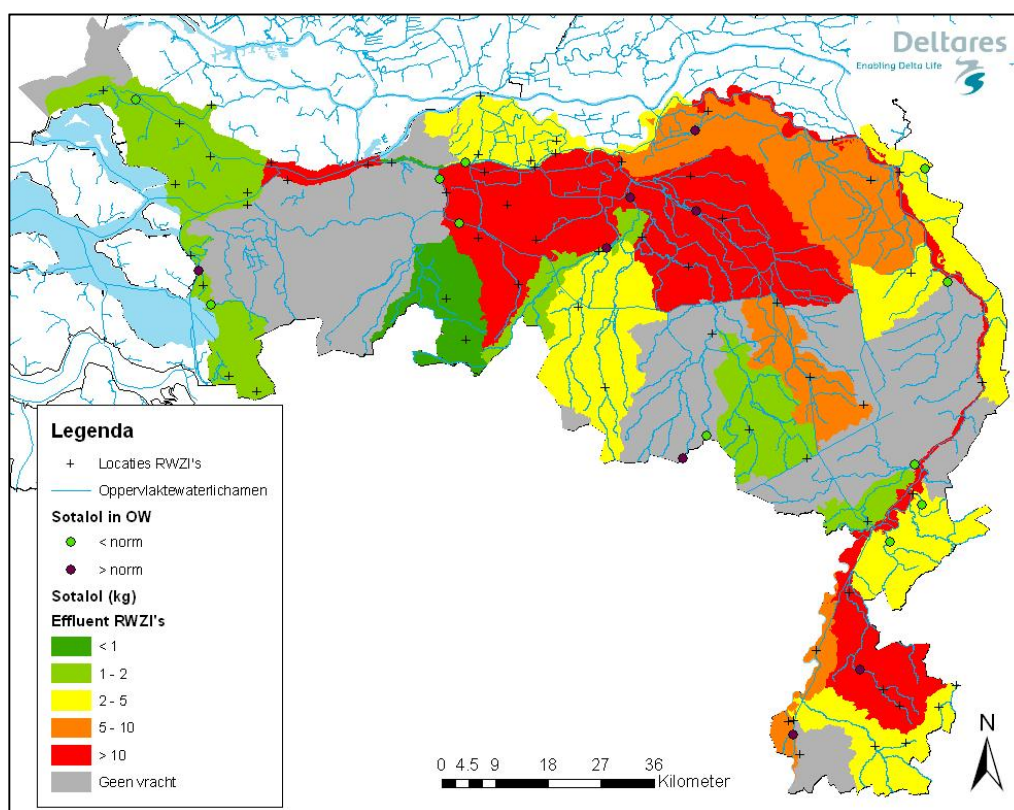 Deltares
Enabling Delta Life
Legenda
+ Locaties RWZI's
Oppervlaktewaterlichamen
Sotalol in OW
< norm
> norm
Sotalol (kg)
Effluent RWZI's
< 1
1 - 2
2 - 5
5 - 10
> 10
Geen vracht
0 4.5 9 18 27 36
Kilometer
N